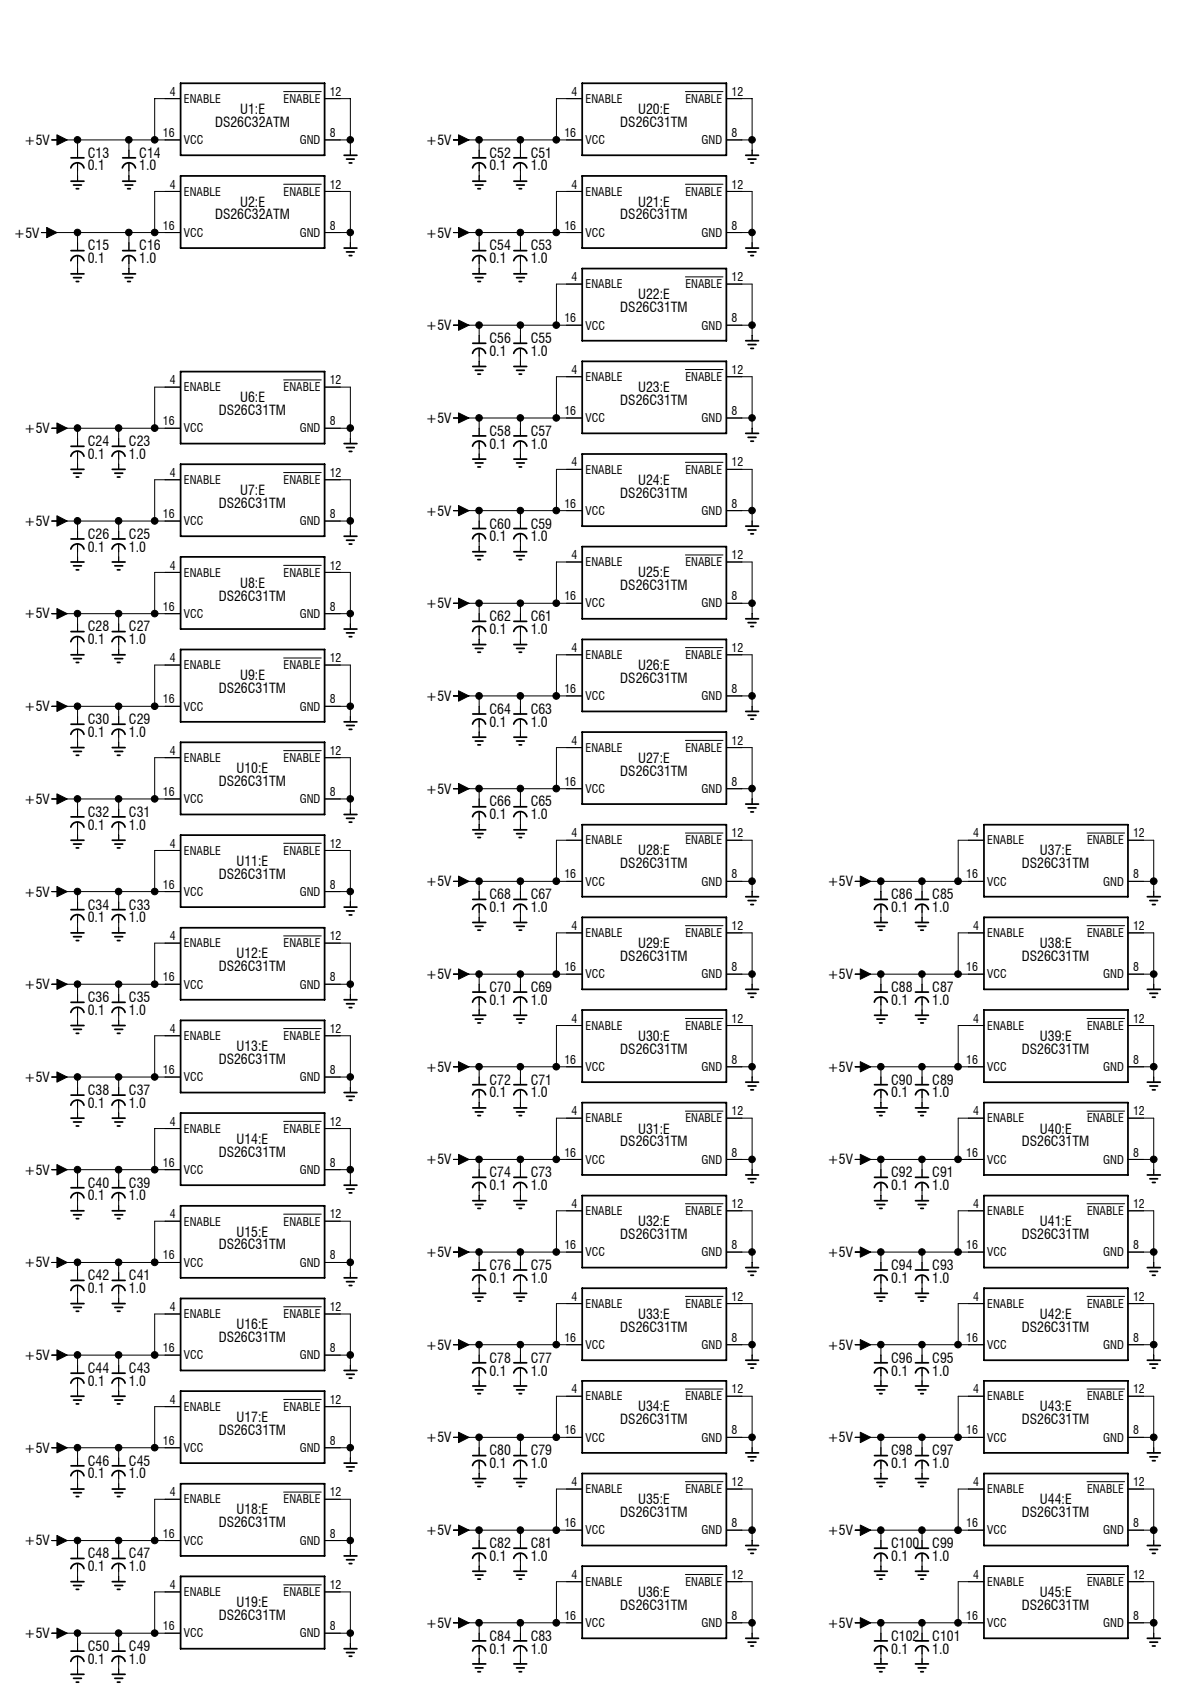 4 ENABLE ENABLE 12
U1:E
DS26C32ATM
+5V 16 VCC GND 8
C13 C14
0.1 1.0
4 ENABLE ENABLE 12
U2:E
DS26C32ATM
+5V 16 VCC GND 8
C15 C16
0.1 1.0
4 ENABLE ENABLE 12
U6:E
DS26C31TM
+5V 16 VCC GND 8
C24 C23
0.1 1.0
4 ENABLE ENABLE 12
U7:E
DS26C31TM
+5V 16 VCC GND 8
C26 C25
0.1 1.0
4 ENABLE ENABLE 12
U8:E
DS26C31TM
+5V 16 VCC GND 8
C28 C27
0.1 1.0
4 ENABLE ENABLE 12
U9:E
DS26C31TM
+5V 16 VCC GND 8
C30 C29
0.1 1.0
4 ENABLE ENABLE 12
U10:E
DS26C31TM
+5V 16 VCC GND 8
C32 C31
0.1 1.0
4 ENABLE ENABLE 12
U11:E
DS26C31TM
+5V 16 VCC GND 8
C34 C33
0.1 1.0
4 ENABLE ENABLE 12
U12:E
DS26C31TM
+5V 16 VCC GND 8
C36 C35
0.1 1.0
4 ENABLE ENABLE 12
U13:E
DS26C31TM
+5V 16 VCC GND 8
C38 C37
0.1 1.0
4 ENABLE ENABLE 12
U14:E
DS26C31TM
+5V 16 VCC GND 8
C40 C39
0.1 1.0
4 ENABLE ENABLE 12
U15:E
DS26C31TM
+5V 16 VCC GND 8
C42 C41
0.1 1.0
4 ENABLE ENABLE 12
U16:E
DS26C31TM
+5V 16 VCC GND 8
C44 C43
0.1 1.0
4 ENABLE ENABLE 12
U17:E
DS26C31TM
+5V 16 VCC GND 8
C46 C45
0.1 1.0
4 ENABLE ENABLE 12
U18:E
DS26C31TM
+5V 16 VCC GND 8
C48 C47
0.1 1.0
4 ENABLE ENABLE 12
U19:E
DS26C31TM
+5V 16 VCC GND 8
C50 C49
0.1 1.0
4 ENABLE ENABLE 12
U20:E
DS26C31TM
+5V 16 VCC GND 8
C52 C51
0.1 1.0
4 ENABLE ENABLE 12
U21:E
DS26C31TM
+5V 16 VCC GND 8
C54 C53
0.1 1.0
4 ENABLE ENABLE 12
U22:E
DS26C31TM
+5V 16 VCC GND 8
C56 C55
0.1 1.0
4 ENABLE ENABLE 12
U23:E
DS26C31TM
+5V 16 VCC GND 8
C58 C57
0.1 1.0
4 ENABLE ENABLE 12
U24:E
DS26C31TM
+5V 16 VCC GND 8
C60 C59
0.1 1.0
4 ENABLE ENABLE 12
U25:E
DS26C31TM
+5V 16 VCC GND 8
C62 C61
0.1 1.0
4 ENABLE ENABLE 12
U26:E
DS26C31TM
+5V 16 VCC GND 8
C64 C63
0.1 1.0
4 ENABLE ENABLE 12
U27:E
DS26C31TM
+5V 16 VCC GND 8
C66 C65
0.1 1.0
4 ENABLE ENABLE 12
U28:E
DS26C31TM
+5V 16 VCC GND 8
C68 C67
0.1 1.0
4 ENABLE ENABLE 12
U29:E
DS26C31TM
+5V 16 VCC GND 8
C70 C69
0.1 1.0
4 ENABLE ENABLE 12
U30:E
DS26C31TM
+5V 16 VCC GND 8
C72 C71
0.1 1.0
4 ENABLE ENABLE 12
U31:E
DS26C31TM
+5V 16 VCC GND 8
C74 C73
0.1 1.0
4 ENABLE ENABLE 12
U32:E
DS26C31TM
+5V 16 VCC GND 8
C76 C75
0.1 1.0
4 ENABLE ENABLE 12
U33:E
DS26C31TM
+5V 16 VCC GND 8
C78 C77
0.1 1.0
4 ENABLE ENABLE 12
U34:E
DS26C31TM
+5V 16 VCC GND 8
C80 C79
0.1 1.0
4 ENABLE ENABLE 12
U35:E
DS26C31TM
+5V 16 VCC GND 8
C82 C81
0.1 1.0
4 ENABLE ENABLE 12
U36:E
DS26C31TM
+5V 16 VCC GND 8
C84 C83
0.1 1.0
4 ENABLE ENABLE 12
U37:E
DS26C31TM
+5V 16 VCC GND 8
C86 C85
0.1 1.0
4 ENABLE ENABLE 12
U38:E
DS26C31TM
+5V 16 VCC GND 8
C88 C87
0.1 1.0
4 ENABLE ENABLE 12
U39:E
DS26C31TM
+5V 16 VCC GND 8
C90 C89
0.1 1.0
4 ENABLE ENABLE 12
U40:E
DS26C31TM
+5V 16 VCC GND 8
C92 C91
0.1 1.0
4 ENABLE ENABLE 12
U41:E
DS26C31TM
+5V 16 VCC GND 8
C94 C93
0.1 1.0
4 ENABLE ENABLE 12
U42:E
DS26C31TM
+5V 16 VCC GND 8
C96 C95
0.1 1.0
4 ENABLE ENABLE 12
U43:E
DS26C31TM
+5V 16 VCC GND 8
C98 C97
0.1 1.0
4 ENABLE ENABLE 12
U44:E
DS26C31TM
+5V 16 VCC GND 8
C100 C99
0.1 1.0
4 ENABLE ENABLE 12
U45:E
DS26C31TM
+5V 16 VCC GND 8
C102 C101
0.1 1.0